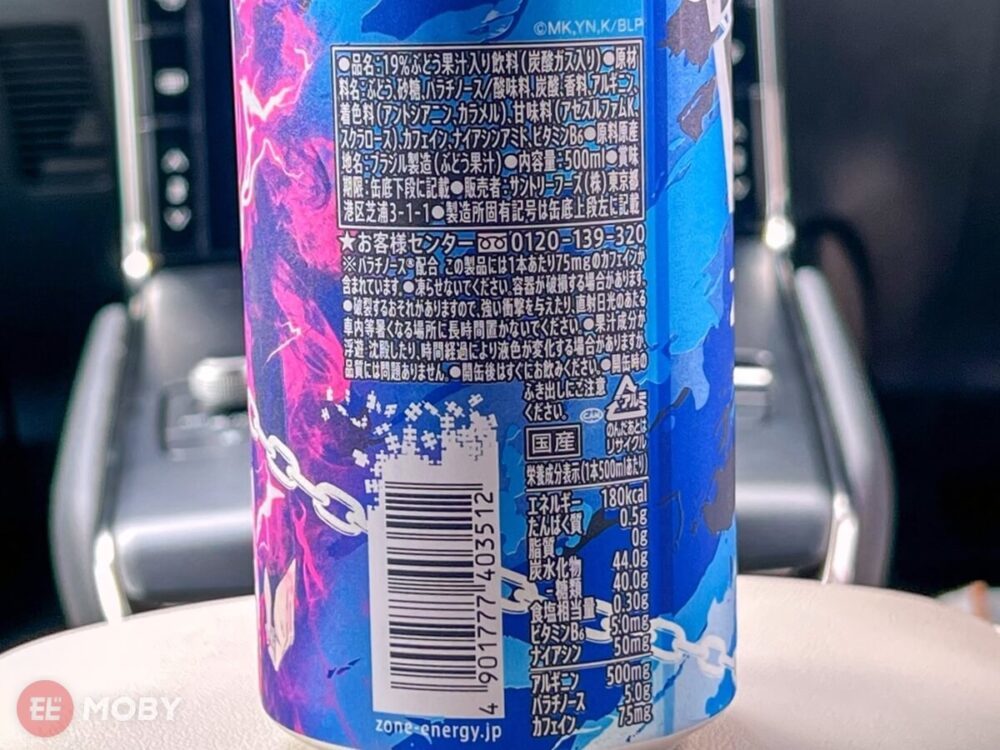 ©MK,YN,K/BLP
●品名:19%ぶどう果汁入り飲料(炭酸ガス入り)●原材
料名:ぶどう、砂糖、パラチノース/酸味料、炭酸、香料、アルギニン、
着色料(アントシアニン、カラメル)、甘味料(アセスルファムK、
スクラロース)、カフェイン、ナイアシンアミド、ビタミンB6●原料原産
地名:ブラジル製造(ぶどう果汁)●内容量:500ml●賞味
期限:缶底下段に記載●販売者:サントリーフーズ(株)東京都
港区芝浦3-1-1●製造所固有記号は缶底上段左に記載
★お客様センター 0120-139-320
※パラチノース®配合 この製品には1本あたり75mgのカフェインが
含まれています。●凍らせないでください。容器が破損する場合があります。
●破裂するおそれがありますので、強い衝撃を与えたり、直射日光のあたる
車内等暑くなる場所に長時間置かないでください。●果汁成分が
浮遊・沈殿したり、時間経過により液色が変化する場合がありますが、
品質には問題ありません。●開缶後はすぐにお飲みください。●開缶時の
ふき出しにご注意
ください。
アルミ
のんだあとは
リサイクル
国産
栄養成分表示(1本500mlあたり)
エネルギー 180kcal
たんぱく質 0.5g
脂質 0g
炭水化物 44.0g
-糖類 40.0g
食塩相当量 0.30g
ビタミンB6 5.0mg
ナイアシン 50mg
アルギニン 500mg
パラチノース 5.0g
カフェイン 75mg
4 901777 403512
zone-energy.jp
MOBY